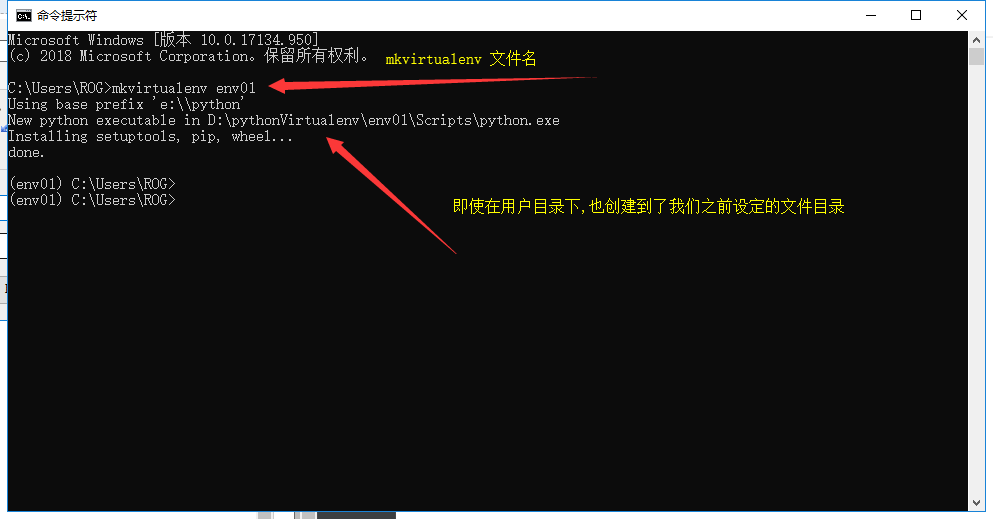 命令提示符
Microsoft Windows [版本 10.0.17134.950]
(c) 2018 Microsoft Corporation。保留所有权利。
mkvirtualenv 文件名
C:\Users\ROG>mkvirtualenv env01
Using base prefix 'e:\\python'
New python executable in D:\pythonVirtualenv\env01\Scripts\python.exe
Installing setuptools, pip, wheel...
done.
(env01) C:\Users\ROG>
(env01) C:\Users\ROG>
即使在用户目录下,也创建到了我们之前设定的文件目录